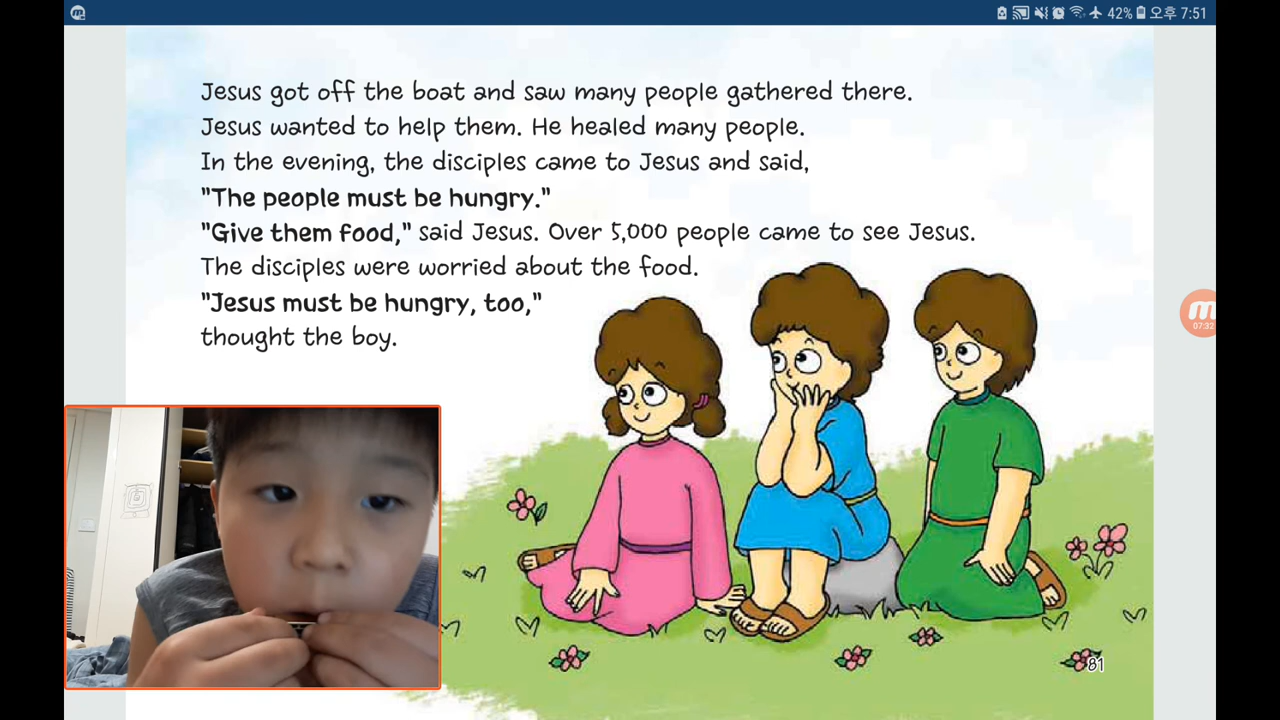 42% 오후 7:51
Jesus got off the boat and saw many people gathered there.
Jesus wanted to help them. He healed many people.
In the evening, the disciples came to Jesus and said,
"The people must be hungry."
"Give them food," said Jesus. Over 5,000 people came to see Jesus.
The disciples were worried about the food.
"Jesus must be hungry, too,"
thought the boy.
07:32
81